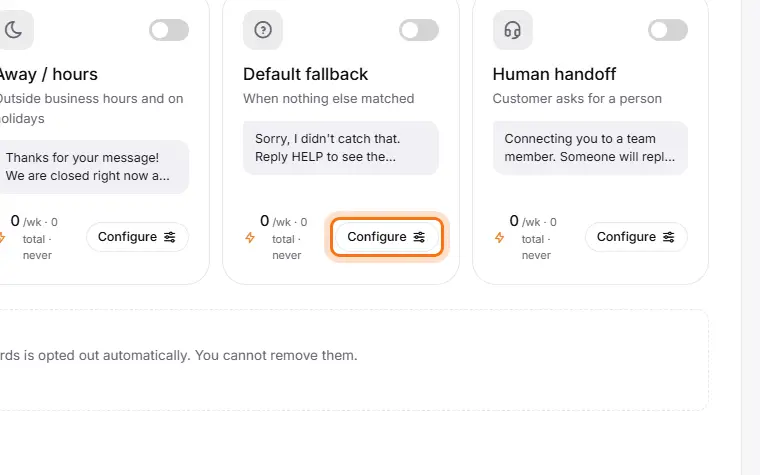 Away / hours
Outside business hours and on
holidays
Thanks for your message!
We are closed right now a...
0 /wk · 0
total ·
never
Configure
Default fallback
When nothing else matched
Sorry, I didn't catch that.
Reply HELP to see the...
0 /wk · 0
total ·
never
Configure
Human handoff
Customer asks for a person
Connecting you to a team
member. Someone will repl...
0 /wk · 0
total ·
never
Configure
rds is opted out automatically. You cannot remove them.